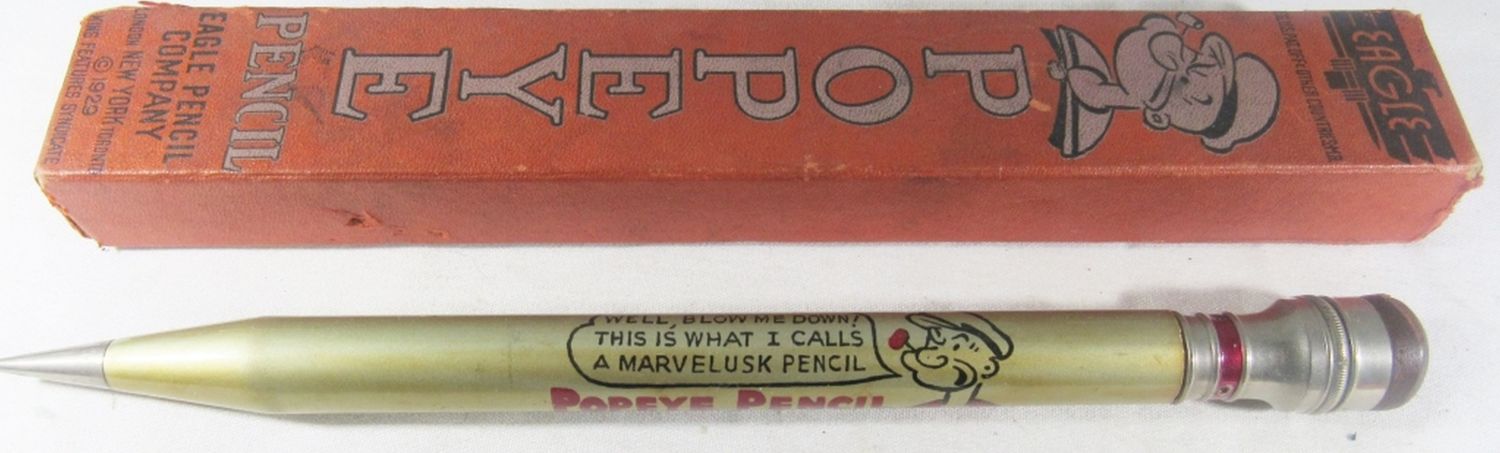 EAGLE
POPEYE
PENCIL
EAGLE PENCIL
COMPANY
LONDON NEW YORK TORONTO
©1929
KING FEATURES SYNDICATE
WELL, BLOW ME DOWN!
THIS IS WHAT I CALLS
A MARVELUSK PENCIL
POPEYE PENCIL